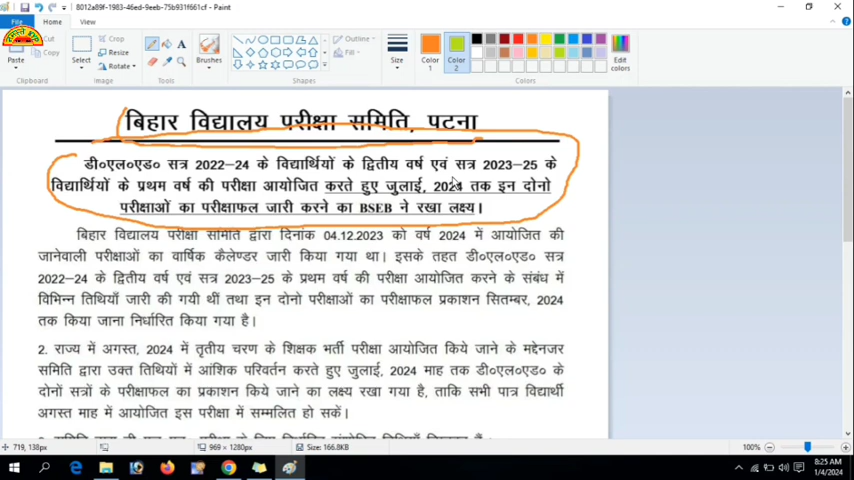 8012a89f-1983-46ed-9eeb-75b931f661cf - Paint
File Home View
Paste Cut Copy
Clipboard
Select Crop Resize Rotate
Image
Tools
Brushes
Shapes
Outline Fill
Size
Color 1 Color 2
Colors
Edit colors
बिहार विद्यालय परीक्षा समिति, पटना
डी०एल०एड० सत्र 2022–24 के विद्यार्थियों के द्वितीय वर्ष एवं सत्र 2023-25 के
विद्यार्थियों के प्रथम वर्ष की परीक्षा आयोजित करते हुए जुलाई, 2024 तक इन दोनो
परीक्षाओं का परीक्षाफल जारी करने का BSEB ने रखा लक्ष्य।
बिहार विद्यालय परीक्षा समिति द्वारा दिनांक 04.12.2023 को वर्ष 2024 में आयोजित की
जानेवाली परीक्षाओं का वार्षिक कैलेण्डर जारी किया गया था। इसके तहत डी०एल०एड० सत्र
2022–24 के द्वितीय वर्ष एवं सत्र 2023–25 के प्रथम वर्ष की परीक्षा आयोजित करने के संबंध में
विभिन्न तिथियाँ जारी की गयी थीं तथा इन दोनो परीक्षाओं का परीक्षाफल प्रकाशन सितम्बर, 2024
तक किया जाना निर्धारित किया गया है।
2. राज्य में अगस्त, 2024 में तृतीय चरण के शिक्षक भर्ती परीक्षा आयोजित किये जाने के मद्देनजर
समिति द्वारा उक्त तिथियों में आंशिक परिवर्तन करते हुए जुलाई, 2024 माह तक डी०एल०एड० के
दोनों सत्रों के परीक्षाफल का प्रकाशन किये जाने का लक्ष्य रखा गया है, ताकि सभी पात्र विद्यार्थी
अगस्त माह में आयोजित इस परीक्षा में सम्मलित हो सकें।
719, 138px 969 × 1280px Size: 166.8KB 100%
8:25 AM
1/4/2024